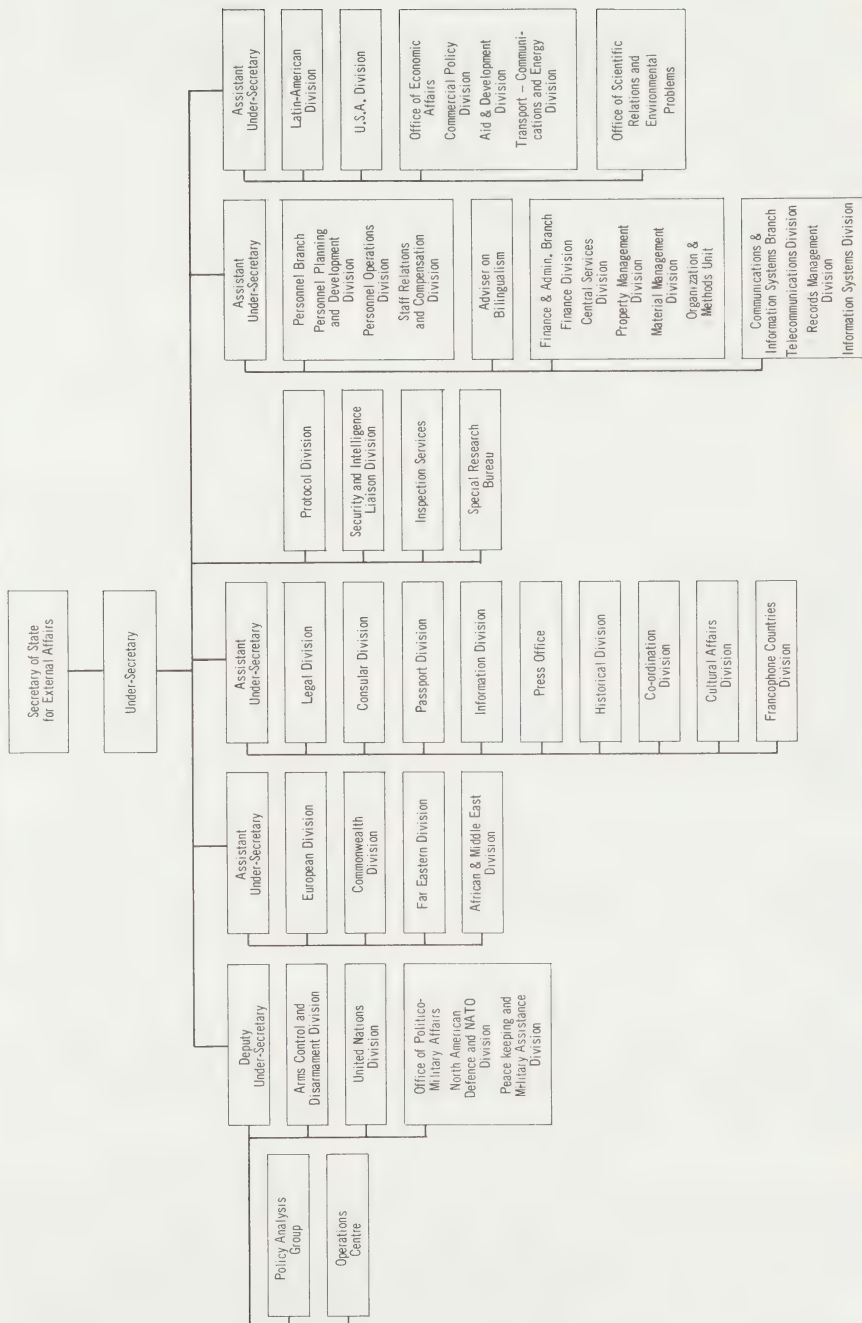 Secretary of State
for External Affairs
Under-Secretary
Policy Analysis
Group
Operations
Centre
Deputy
Under-Secretary
Arms Control and
Disarmament Division
United Nations
Division
Office of Politico-
Military Affairs
North American
Defence and NATO
Division
Peace keeping and
Military Assistance
Division
Assistant
Under-Secretary
European Division
Commonwealth
Division
Far Eastern Division
African & Middle East
Division
Assistant
Under-Secretary
Legal Division
Consular Division
Passport Division
Information Division
Press Office
Historical Division
Co-ordination
Division
Cultural Affairs
Division
Francophone Countries
Division
Protocol Division
Security and Intelligence
Liaison Division
Inspection Services
Special Research
Bureau
Assistant
Under-Secretary
Personnel Branch
Personnel Planning
and Development
Division
Personnel Operations
Division
Staff Relations
and Compensation
Division
Adviser on
Bilingualism
Finance & Admin. Branch
Finance Division
Central Services
Division
Property Management
Division
Material Management
Division
Organization &
Methods Unit
Communications &
Information Systems Branch
Telecommunications Division
Records Management
Division
Information Systems Division
Assistant
Under-Secretary
Latin-American
Division
U.S.A. Division
Office of Economic
Affairs
Commercial Policy
Division
Aid & Development
Division
Transport – Communi-
cations and Energy
Division
Office of Scientific
Relations and
Environmental
Problems